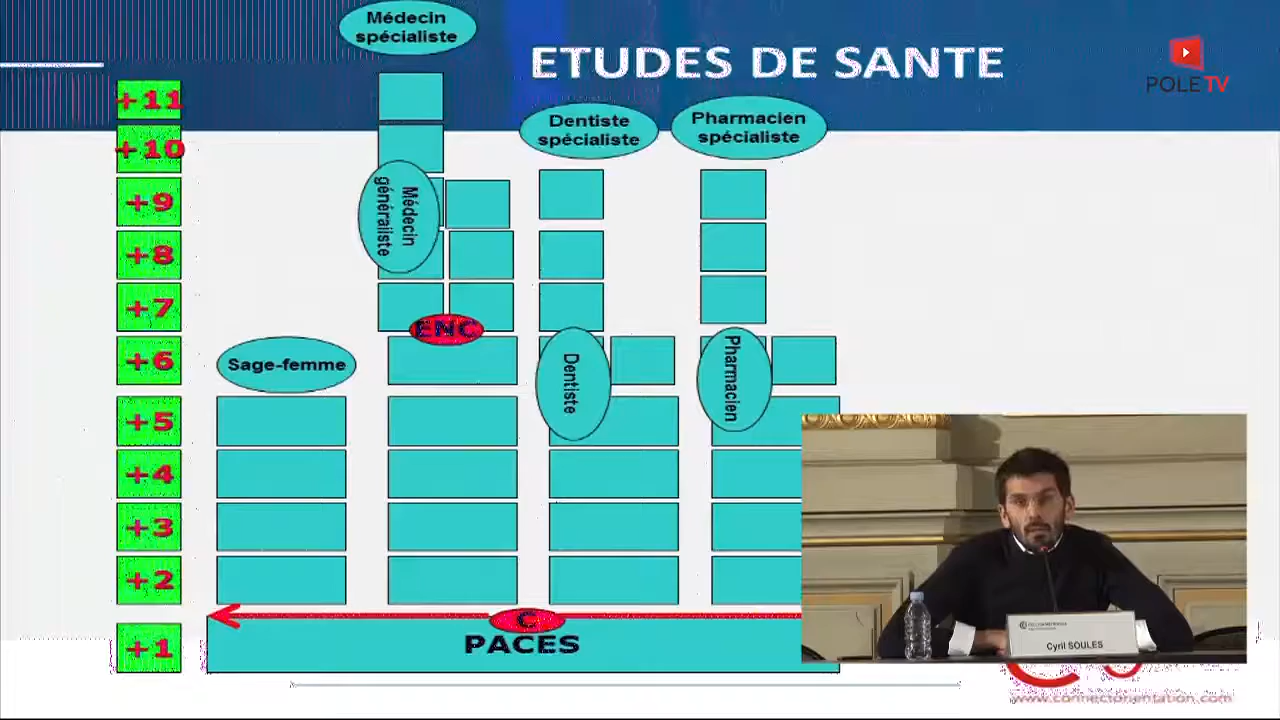 Médecin
spécialiste
ETUDES DE SANTE
POLE TV
Dentiste
spécialiste
Pharmacien
spécialiste
+11
+10
+9
+8
+7
+6
+5
+4
+3
+2
+1
Médecin
généraliste
ENC
Sage-femme
Dentiste
Pharmacien
C
PACES
Cyril SOULES
www.connectorientation.com